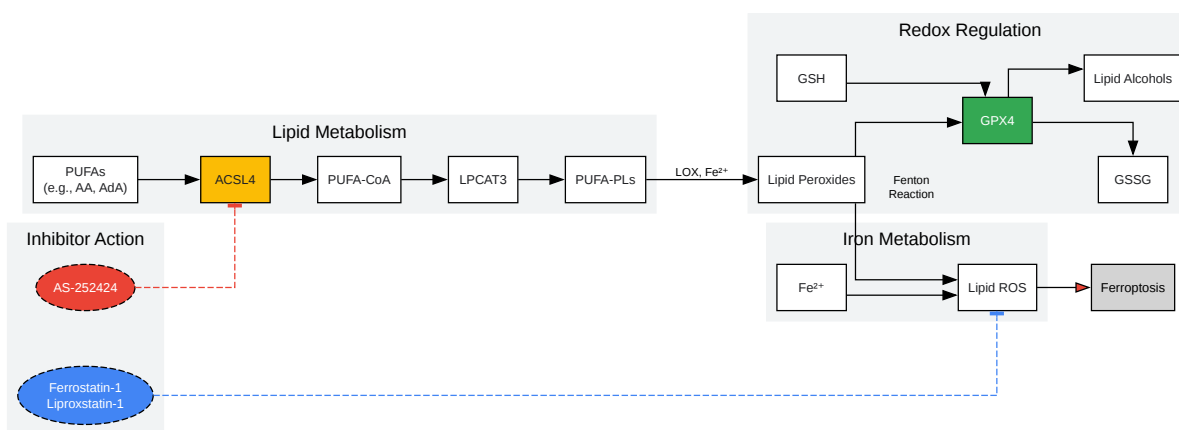 Redox Regulation
GSH
Lipid Alcohols
GPX4
Lipid Metabolism
PUFAs
(e.g., AA, AdA)
ACSL4
PUFA-CoA
LPCAT3
PUFA-PLs
LOX, Fe²⁺
Lipid Peroxides
Fenton
Reaction
GSSG
Inhibitor Action
Iron Metabolism
AS-252424
Fe²⁺
Lipid ROS
Ferroptosis
Ferrostatin-1
Liproxstatin-1